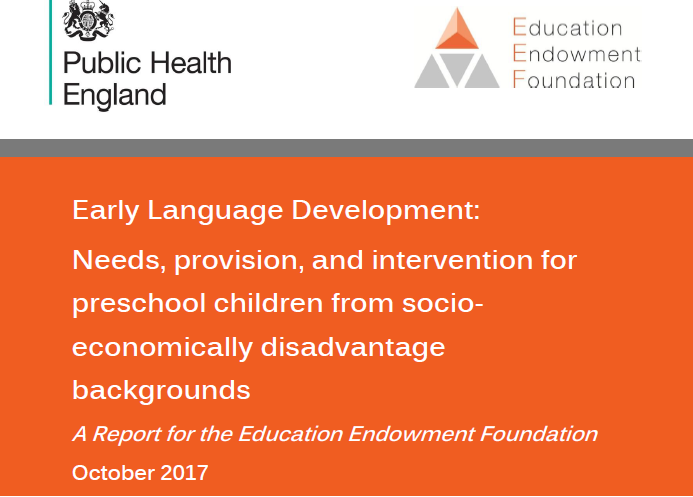 Public Health
England
Education
Endowment
Foundation
Early Language Development:
Needs, provision, and intervention for
preschool children from socio-
economically disadvantage
backgrounds
A Report for the Education Endowment Foundation
October 2017